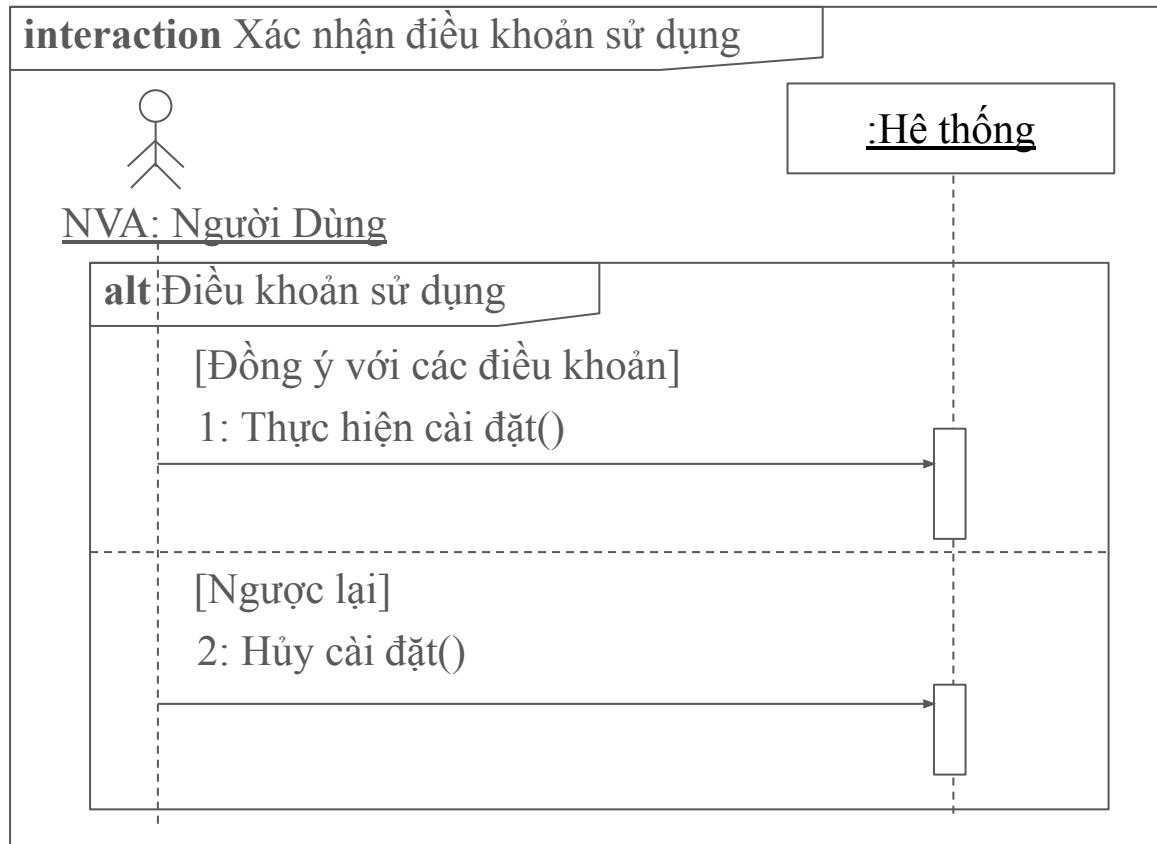 interaction Xác nhận điều khoản sử dụng
:Hê thống
NVA: Người Dùng
alt Điều khoản sử dụng
[Đồng ý với các điều khoản]
1: Thực hiện cài đặt()
[Ngược lại]
2: Hủy cài đặt()